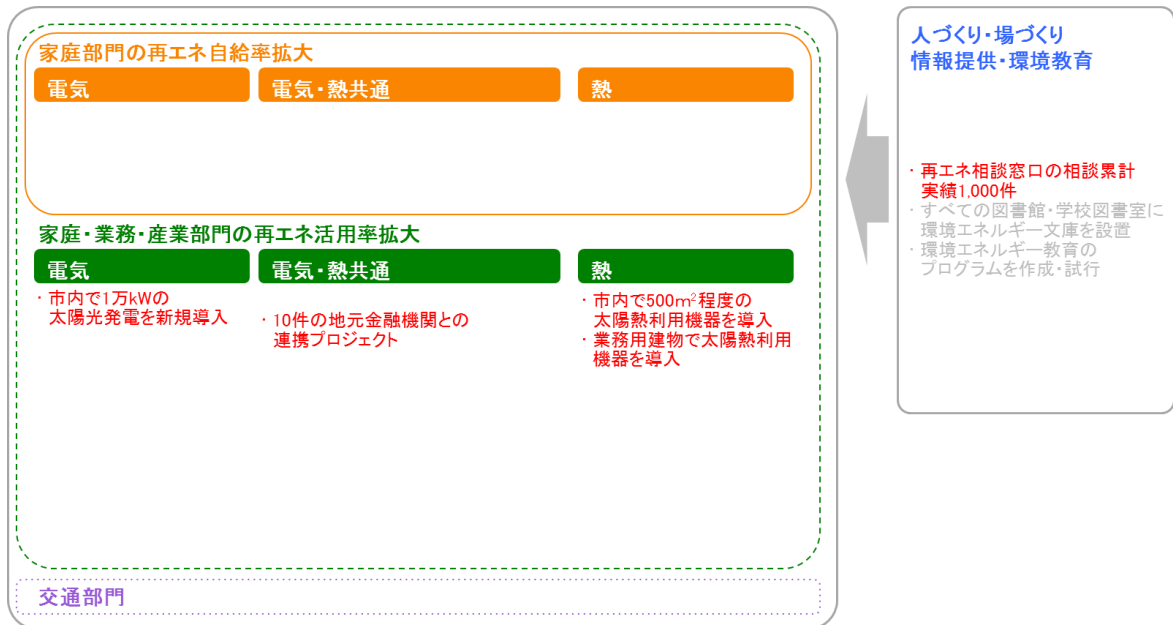 家庭部門の再エネ自給率拡大
電気
電気・熱共通
熱
家庭・業務・産業部門の再エネ活用率拡大
電気
電気・熱共通
熱
・市内で1万kWの
太陽光発電を新規導入
・10件の地元金融機関との
連携プロジェクト
・市内で500m²程度の
太陽熱利用機器を導入
・業務用建物で太陽熱利用
機器を導入
交通部門
人づくり・場づくり
情報提供・環境教育
・再エネ相談窓口の相談累計
実績1,000件
・すべての図書館・学校図書室に
環境エネルギー文庫を設置
・環境エネルギー教育の
プログラムを作成・試行